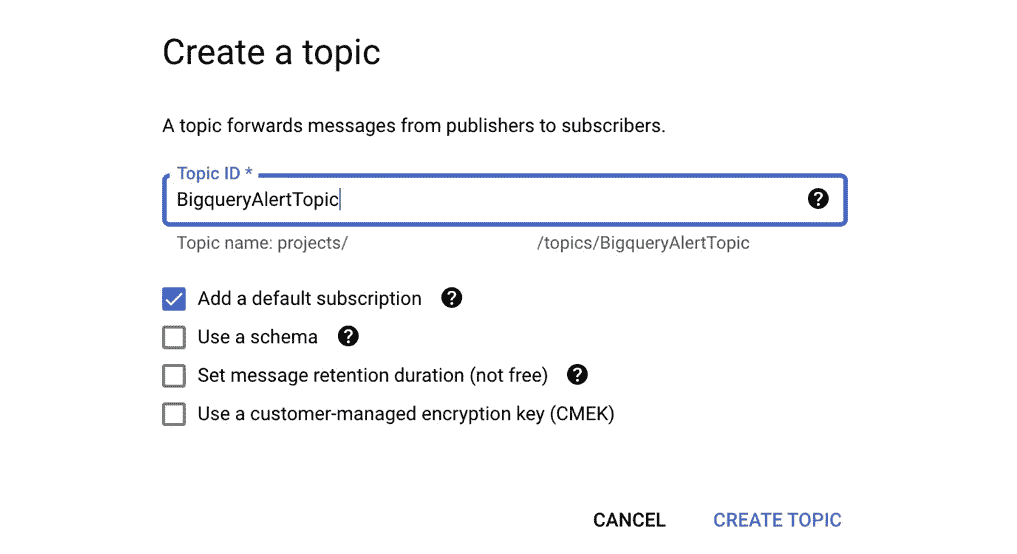 Create a topic
A topic forwards messages from publishers to subscribers.
Topic ID *
BigqueryAlertTopic
Topic name: projects/ /topics/BigqueryAlertTopic
Add a default subscription
Use a schema
Set message retention duration (not free)
Use a customer-managed encryption key (CMEK)
CANCEL CREATE TOPIC